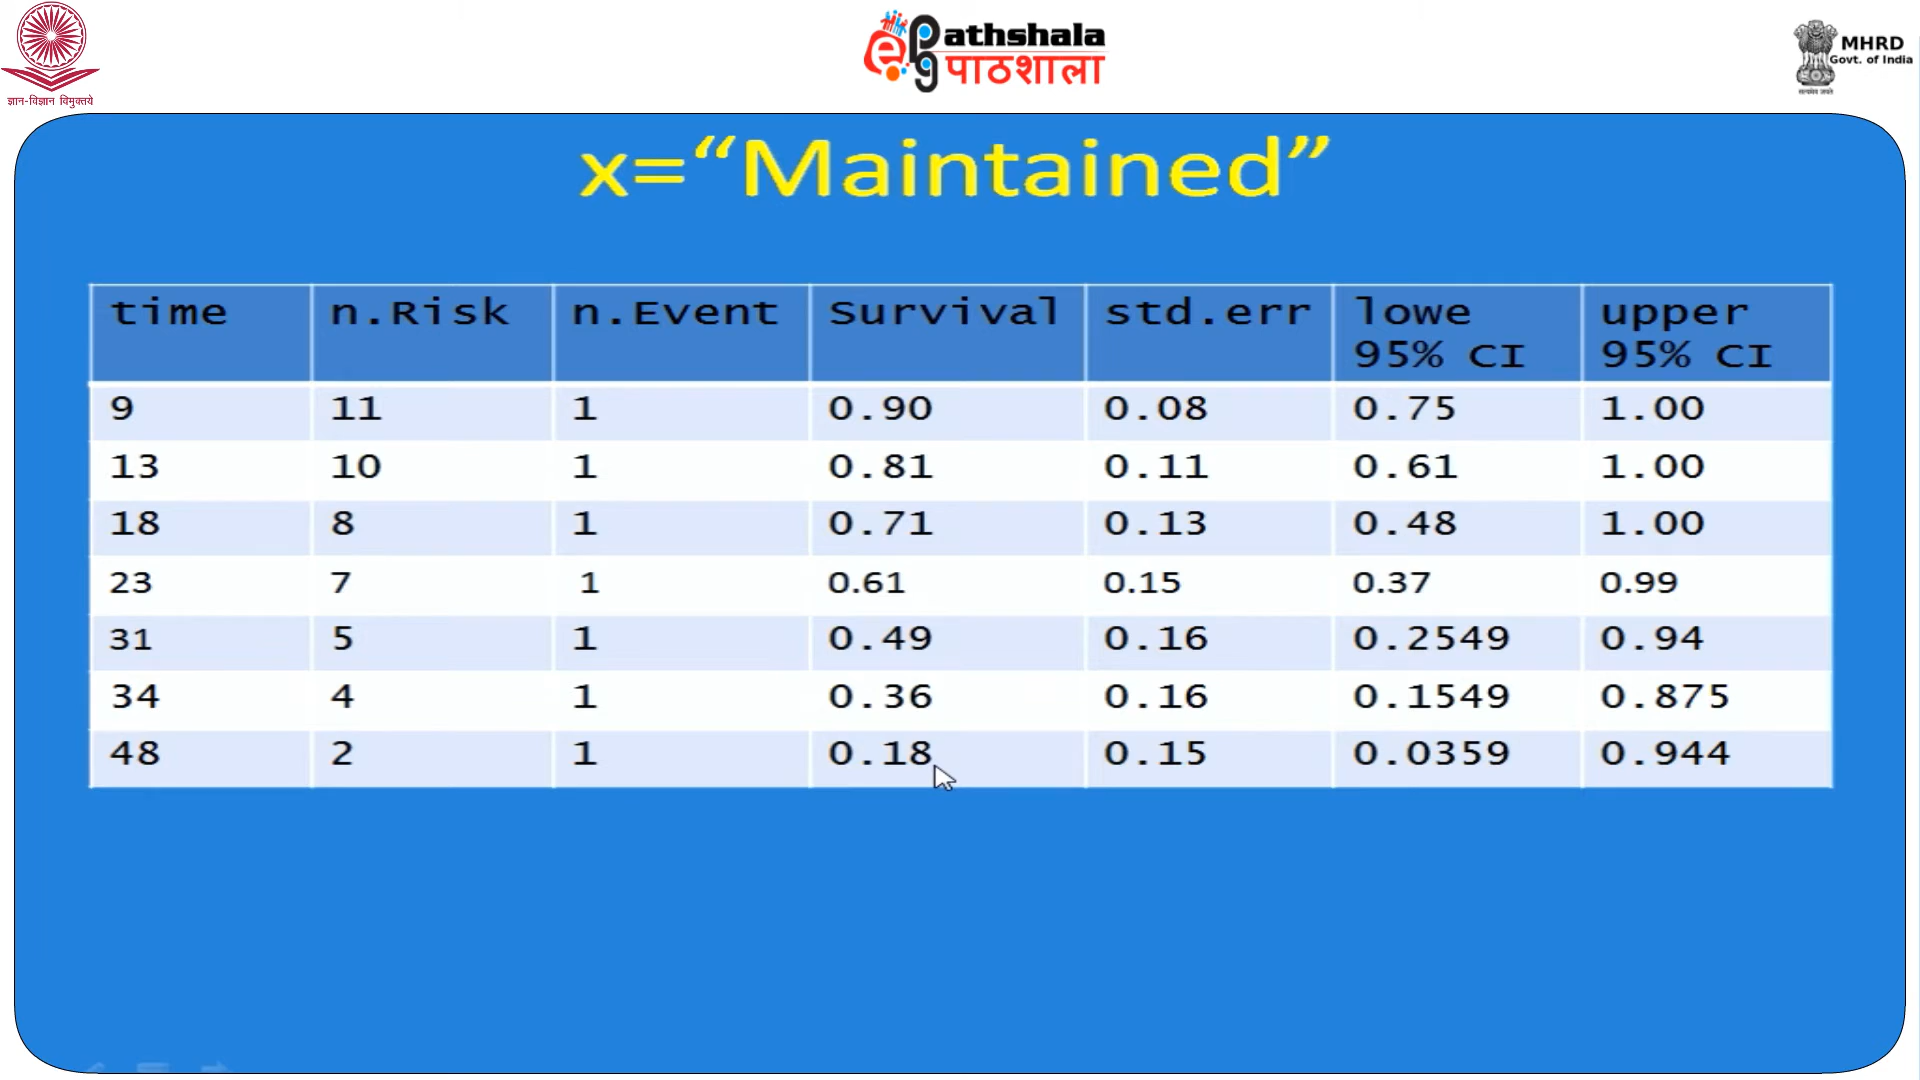 ePG Pathshala
पाठशाला
MHRD
Govt. of India
सत्यमेव जयते
ज्ञान-विज्ञान विमुक्तये
x=“Maintained”
time n.Risk n.Event Survival std.err lowe 95% CI upper 95% CI
9 11 1 0.90 0.08 0.75 1.00
13 10 1 0.81 0.11 0.61 1.00
18 8 1 0.71 0.13 0.48 1.00
23 7 1 0.61 0.15 0.37 0.99
31 5 1 0.49 0.16 0.2549 0.94
34 4 1 0.36 0.16 0.1549 0.875
48 2 1 0.18 0.15 0.0359 0.944